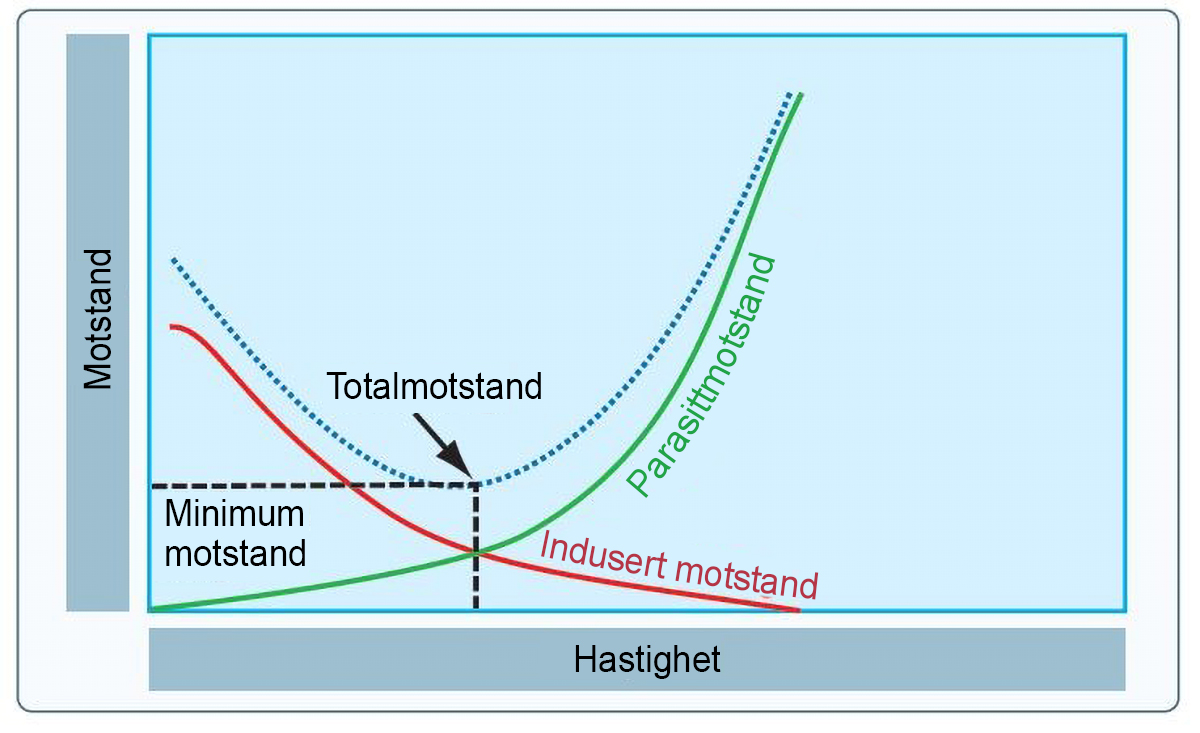 Motstand
Totalmotstand
Minimum
motstand
Parasittmotstand
Indusert motstand
Hastighet